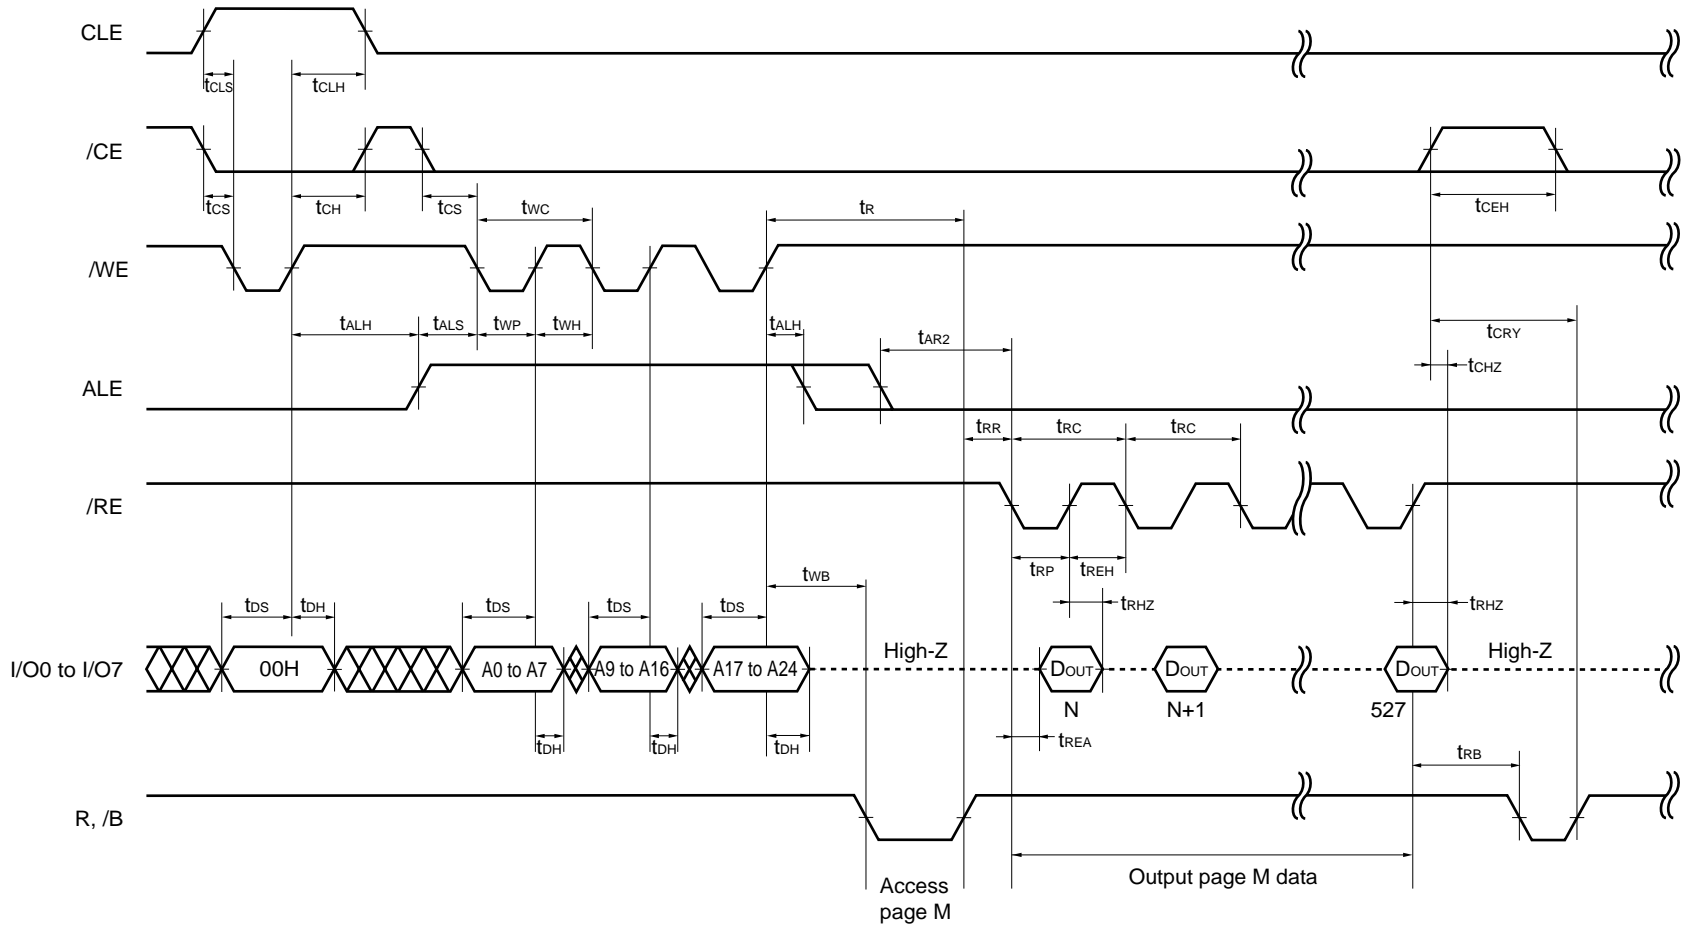 CLE
tCLS tCLH
/CE
tCS tCH tCS tWC tR tCEH
/WE
tALH tALS tWP tWH tALH tAR2 tCRY
tCHZ
ALE
tRR tRC tRC
/RE
tRP tREH
tWB
tDS tDH tDS tDS tDS tRHZ tRHZ
I/O0 to I/O7 00H A0 to A7 A9 to A16 A17 to A24 High-Z DOUT DOUT DOUT High-Z
N N+1 527
tDH tDH tDH tREA
tRB
R, /B
Access
page M
Output page M data